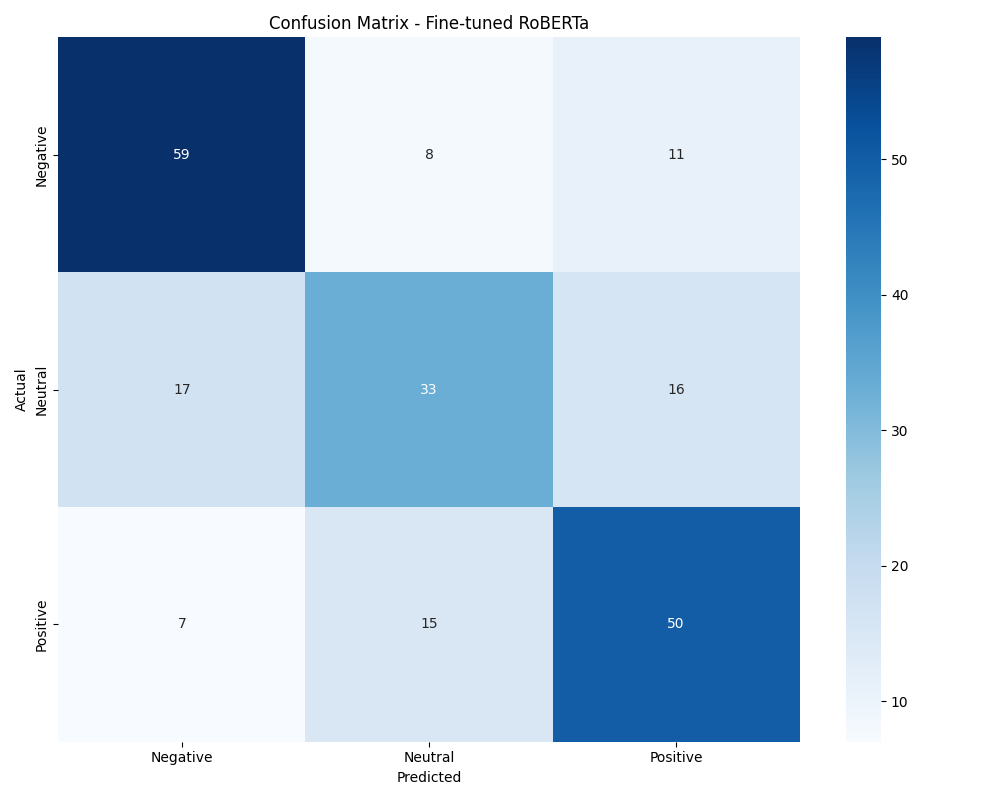 Confusion Matrix - Fine-tuned RoBERTa
Actual
Negative
59 8 11
50
40
Neutral
17 33 16
30
20
Positive
7 15 50
10
Negative Neutral Positive
Predicted